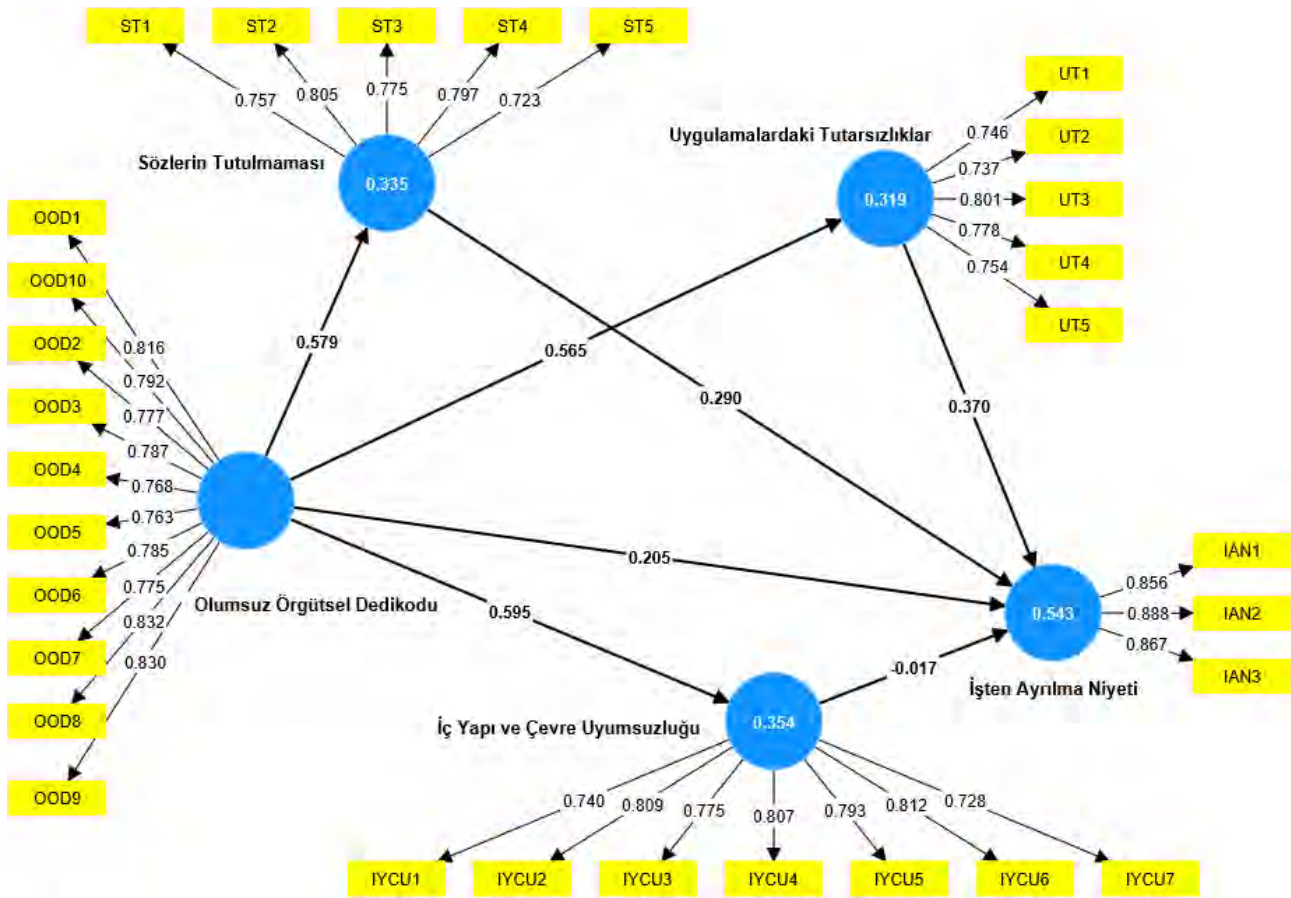 ST1
ST2
ST3
ST4
ST5
0.757
0.805
0.775
0.797
0.723
Sözlerin Tutulmaması
0.335
Uygulamalardaki Tutarsızlıklar
0.319
UT1
UT2
UT3
UT4
UT5
0.746
0.737
0.801
0.778
0.754
OOD1
OOD10
OOD2
OOD3
OOD4
OOD5
OOD6
OOD7
OOD8
OOD9
0.816
0.792
0.777
0.787
0.768
0.763
0.785
0.775
0.832
0.830
Olumsuz Örgütsel Dedikodu
0.579
0.565
0.290
0.370
0.205
0.595
-0.017
0.543
İşten Ayrılma Niyeti
0.856
0.888
0.867
IAN1
IAN2
IAN3
İç Yapı ve Çevre Uyumsuzluğu
0.354
0.740
0.809
0.775
0.807
0.793
0.812
0.728
IYCU1
IYCU2
IYCU3
IYCU4
IYCU5
IYCU6
IYCU7